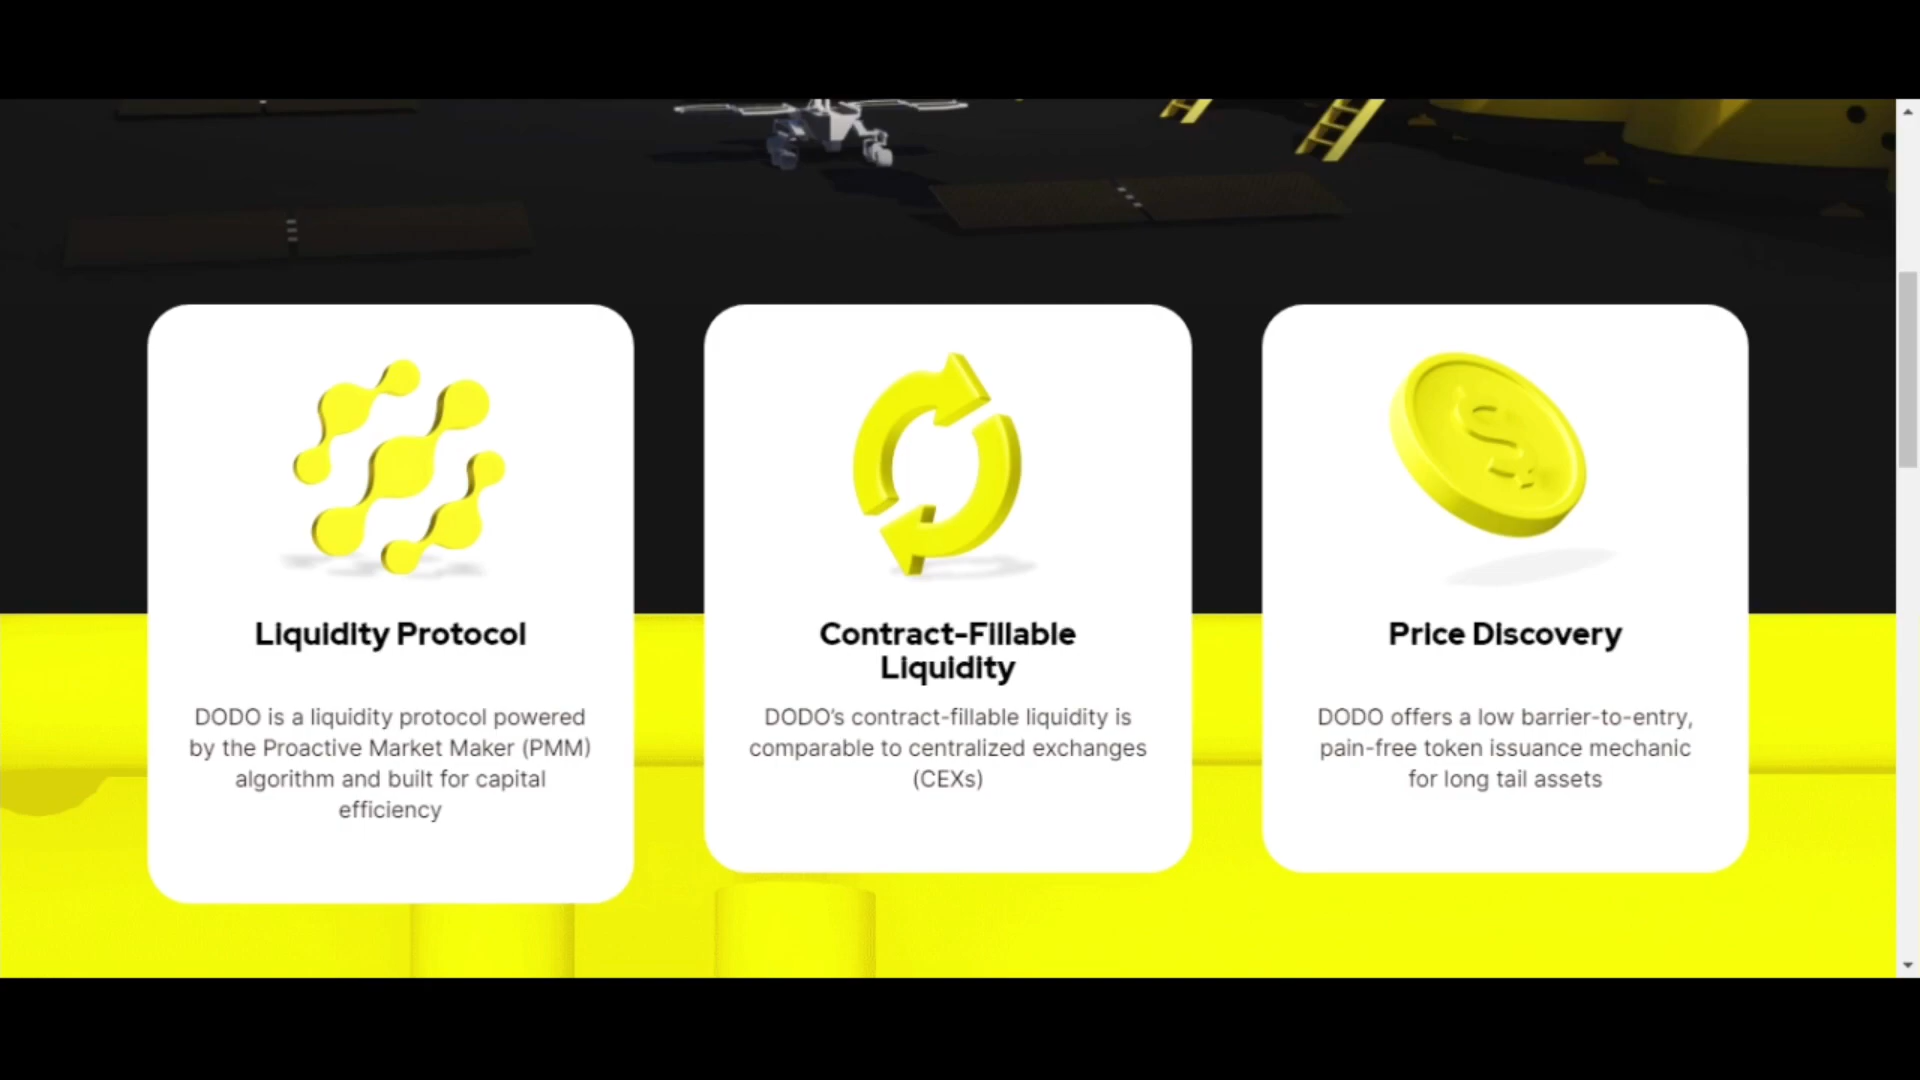 Liquidity Protocol
DODO is a liquidity protocol powered
by the Proactive Market Maker (PMM)
algorithm and built for capital
efficiency
Contract-Fillable
Liquidity
DODO's contract-fillable liquidity is
comparable to centralized exchanges
(CEXs)
Price Discovery
DODO offers a low barrier-to-entry,
pain-free token issuance mechanic
for long tail assets